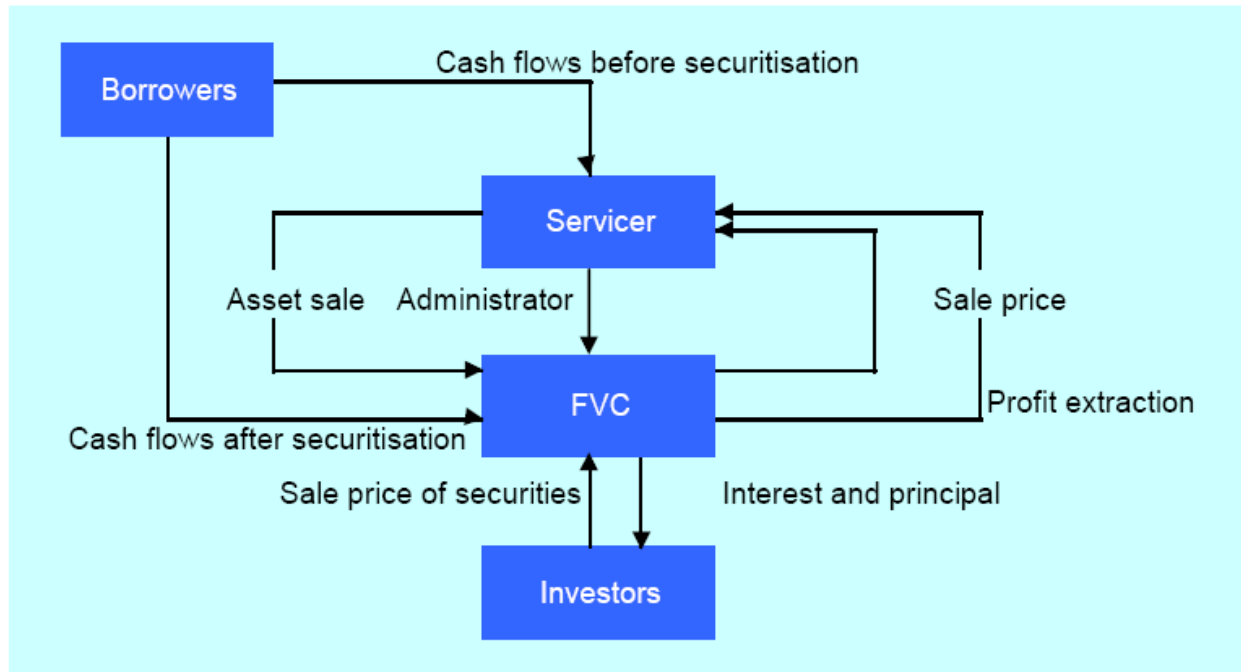 Cash flows before securitisation
Borrowers
Servicer
Asset sale
Administrator
Sale price
FVC
Profit extraction
Cash flows after securitisation
Sale price of securities
Interest and principal
Investors